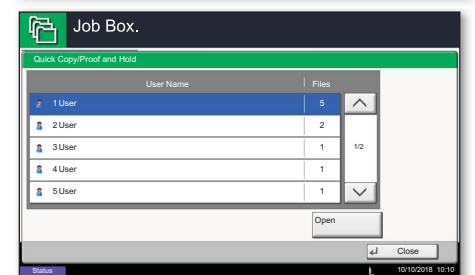 Job Box.
Quick Copy/Proof and Hold
User Name Files
1 User 5
2 User 2
3 User 1
4 User 1
5 User 1
1/2
Open
Close
Status 10/10/2018 10:10